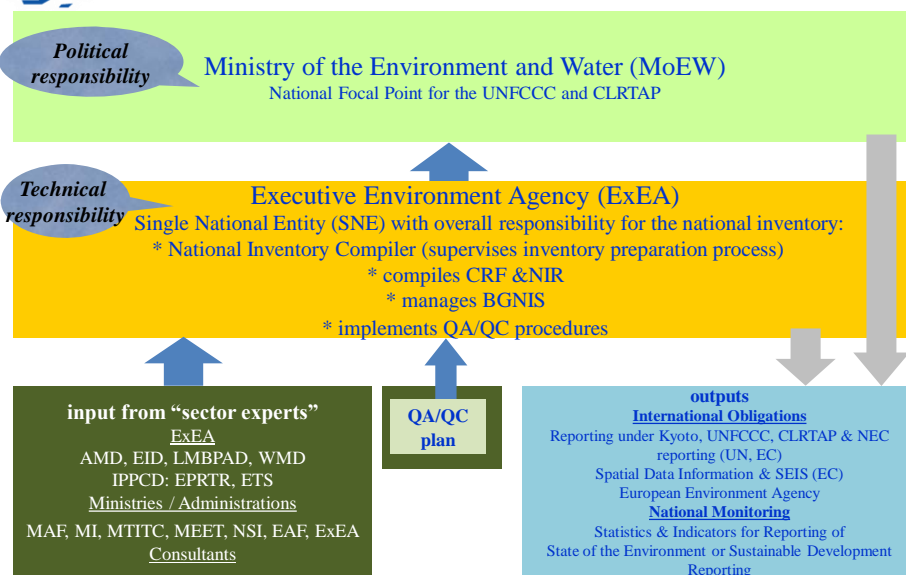 Political
responsibility
Ministry of the Environment and Water (MoEW)
National Focal Point for the UNFCCC and CLRTAP
Technical
responsibility
Executive Environment Agency (ExEA)
Single National Entity (SNE) with overall responsibility for the national inventory:
* National Inventory Compiler (supervises inventory preparation process)
* compiles CRF &NIR
* manages BGNIS
* implements QA/QC procedures
input from “sector experts”
ExEA
AMD, EID, LMBPAD, WMD
IPPCD: EPRTR, ETS
Ministries / Administrations
MAF, MI, MTITC, MEET, NSI, EAF, ExEA
Consultants
QA/QC
plan
outputs
International Obligations
Reporting under Kyoto, UNFCCC, CLRTAP & NEC
reporting (UN, EC)
Spatial Data Information & SEIS (EC)
European Environment Agency
National Monitoring
Statistics & Indicators for Reporting of
State of the Environment or Sustainable Development
Reporting